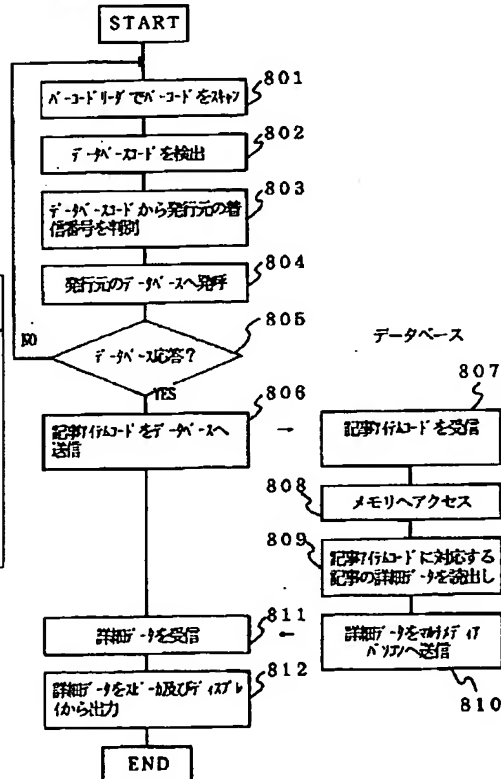 START
801
バーコードリーダでバーコードをスキャン
802
データベースコードを検出
803
データベースコードから発行元の着
信番号を判別
804
発行元のデータベースへ発呼
805
データベース応答？
NO
YES
806
記事アイテムコードをデータベースへ
送信
→
データベース
807
記事アイテムコードを受信
808
メモリへアクセス
809
記事アイテムコードに対応する
記事の詳細データを読出し
詳細データをマルチメディア
パソコンへ送信
810
←
811
詳細データを受信
812
詳細データをスピーカ及びディスプレ
イから出力
END